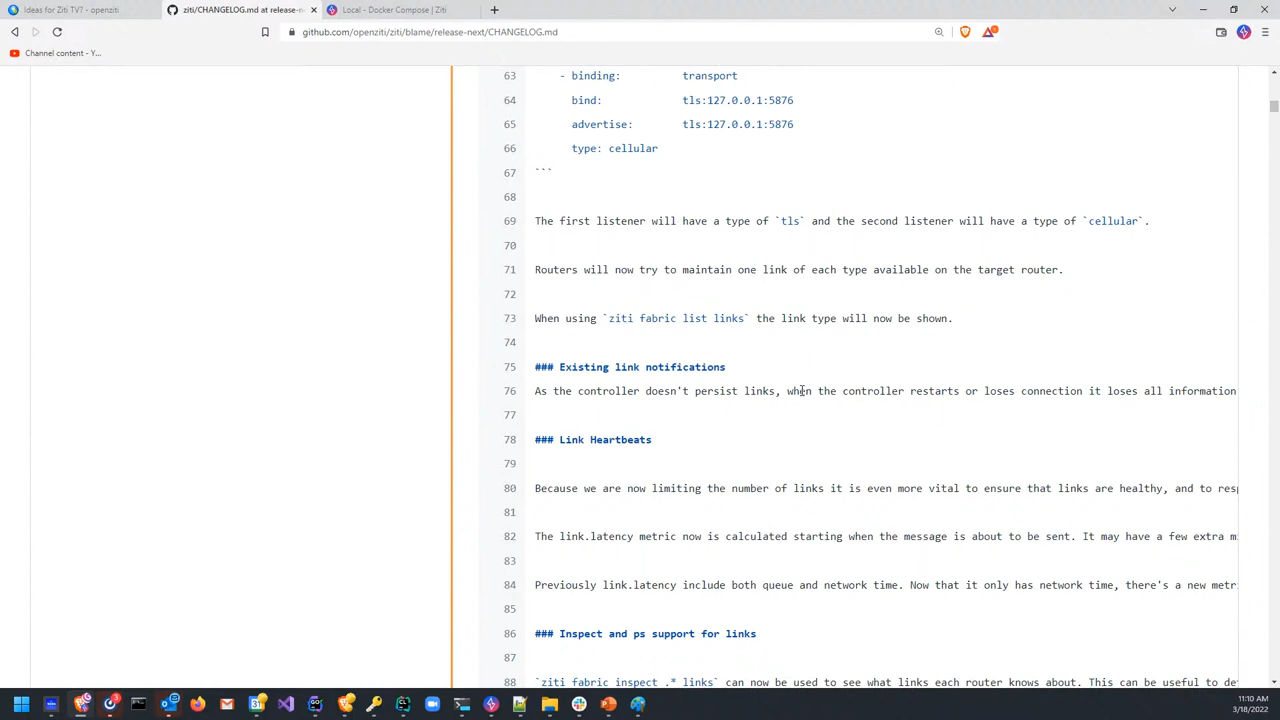 Ideas for Ziti TV? - openziti
ziti/CHANGELOG.md at release-n
Local - Docker Compose | Ziti
github.com/openziti/ziti/blame/release-next/CHANGELOG.md
Channel content - Y...
63 - binding: transport
64 bind: tls:127.0.0.1:5876
65 advertise: tls:127.0.0.1:5876
66 type: cellular
67 ```
68
69 The first listener will have a type of `tls` and the second listener will have a type of `cellular`.
70
71 Routers will now try to maintain one link of each type available on the target router.
72
73 When using `ziti fabric list links` the link type will now be shown.
74
75 ### Existing link notifications
76 As the controller doesn't persist links, when the controller restarts or loses connection it loses all information
77
78 ### Link Heartbeats
79
80 Because we are now limiting the number of links it is even more vital to ensure that links are healthy, and to resp
81
82 The link.latency metric now is calculated starting when the message is about to be sent. It may have a few extra m
83
84 Previously link.latency include both queue and network time. Now that it only has network time, there's a new metr
85
86 ### Inspect and ps support for links
87
88 `ziti fabric inspect .* links` can now be used to see what links each router knows about. This can be useful to de
11:10 AM
3/18/2022